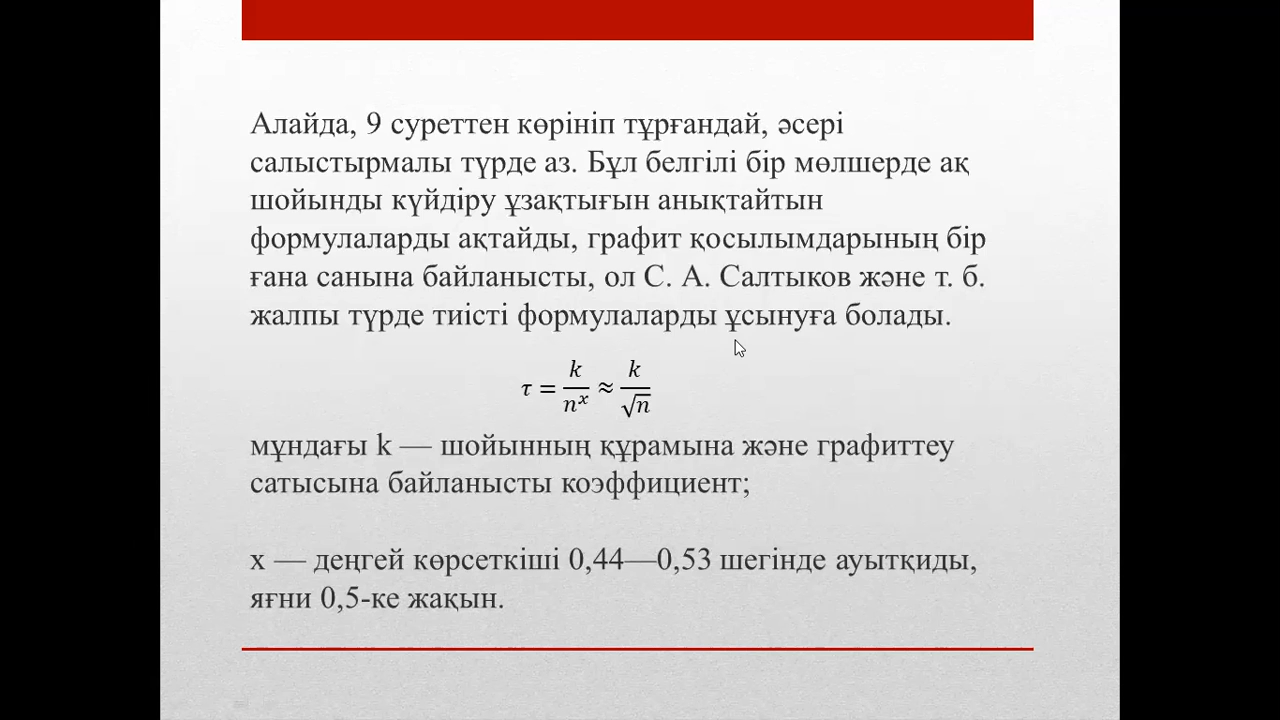 Алайда, 9 суреттен көрініп тұрғандай, әсері
салыстырмалы түрде аз. Бұл белгілі бір мөлшерде ақ
шойынды күйдіру ұзақтығын анықтайтын
формулаларды ақтайды, графит қосылымдарының бір
ғана санына байланысты, ол С. А. Салтыков және т. б.
жалпы түрде тиісті формулаларды ұсынуға болады.
τ = k/n^x ≈ k/√n
мұндағы k — шойынның құрамына және графиттеу
сатысына байланысты коэффициент;
х — деңгей көрсеткіші 0,44—0,53 шегінде ауытқиды,
яғни 0,5-ке жақын.